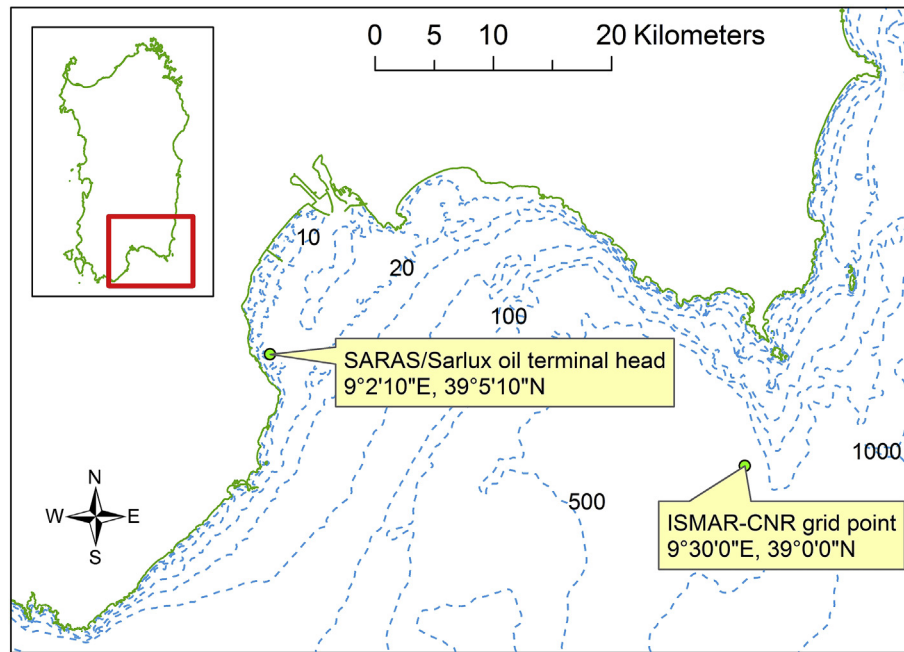 0 5 10 20 Kilometers
10
20
100
SARAS/Sarlux oil terminal head
9°2'10"E, 39°5'10"N
1000
500
ISMAR-CNR grid point
9°30'0"E, 39°0'0"N
N
W E
S